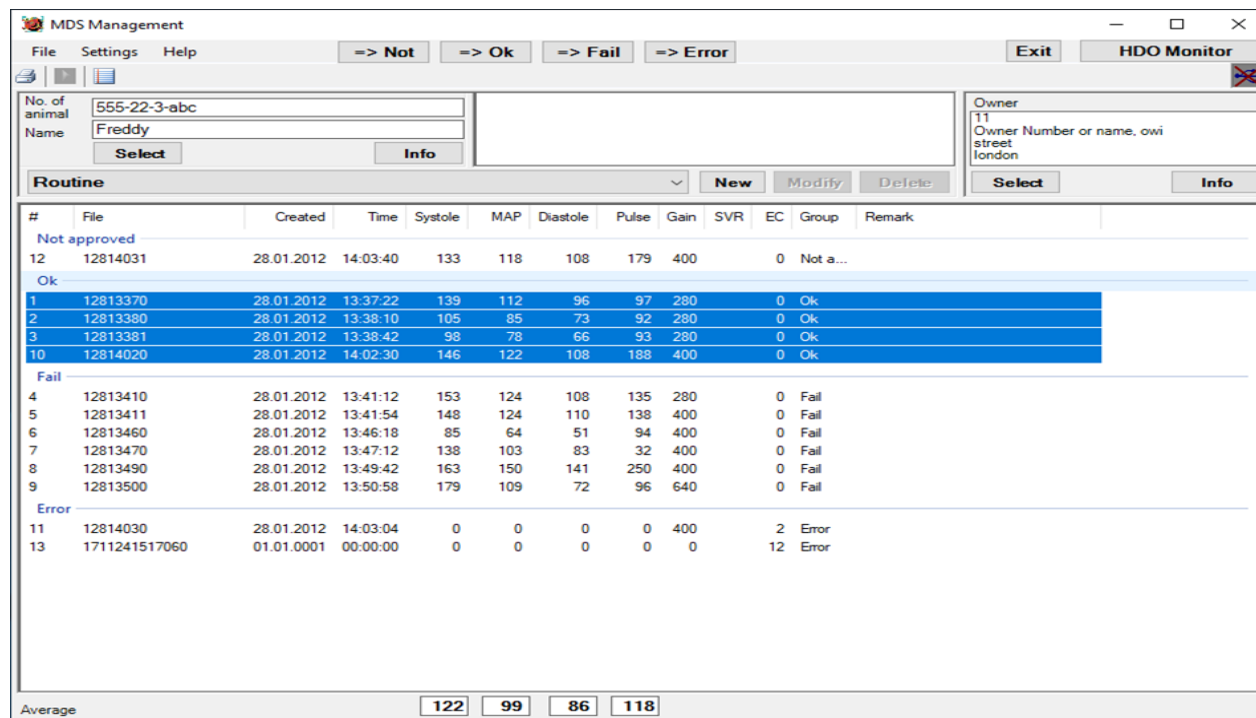 MDS Management
File Settings Help => Not => Ok => Fail => Error Exit HDO Monitor
No. of animal 555-22-3-abc
Name Freddy
Select Info
Owner
11
Owner Number or name, owi
street
london
Routine New Modify Delete Select Info
# File Created Time Systole MAP Diastole Pulse Gain SVR EC Group Remark
Not approved
12 12814031 28.01.2012 14:03:40 133 118 108 179 400 0 Not a...
Ok
1 12813370 28.01.2012 13:37:22 139 112 96 97 280 0 Ok
2 12813380 28.01.2012 13:38:10 105 85 73 92 280 0 Ok
3 12813381 28.01.2012 13:38:42 98 78 66 93 280 0 Ok
10 12814020 28.01.2012 14:02:30 146 122 108 188 400 0 Ok
Fail
4 12813410 28.01.2012 13:41:12 153 124 108 135 280 0 Fail
5 12813411 28.01.2012 13:41:54 148 124 110 138 400 0 Fail
6 12813460 28.01.2012 13:46:18 85 64 51 94 400 0 Fail
7 12813470 28.01.2012 13:47:12 138 103 83 32 400 0 Fail
8 12813490 28.01.2012 13:49:42 163 150 141 250 400 0 Fail
9 12813500 28.01.2012 13:50:58 179 109 72 96 640 0 Fail
Error
11 12814030 28.01.2012 14:03:04 0 0 0 0 400 2 Error
13 1711241517060 01.01.0001 00:00:00 0 0 0 0 0 12 Error
Average 122 99 86 118